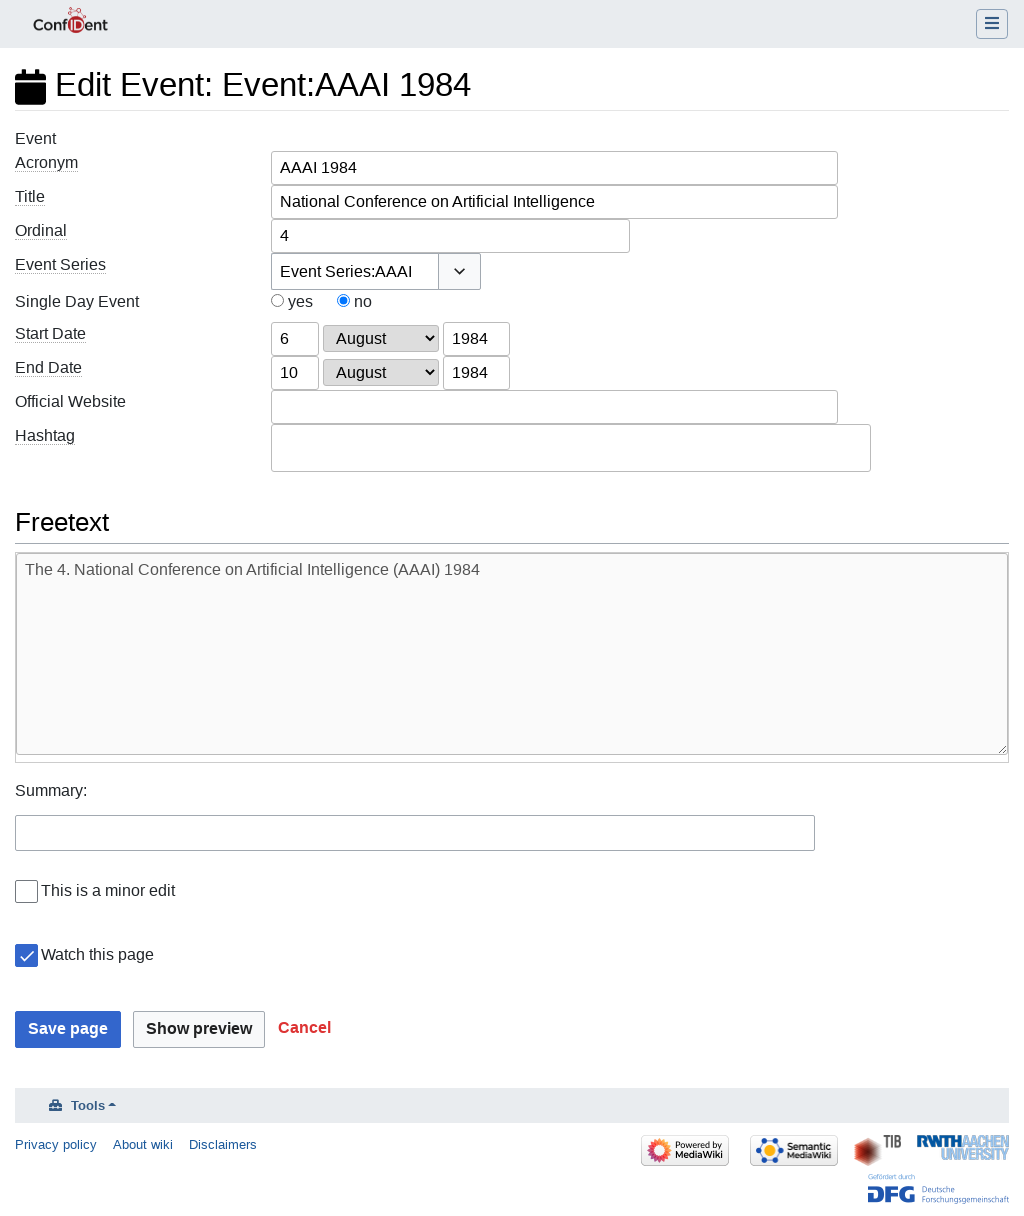 ConfIDent
Edit Event: Event:AAAI 1984
Event
Acronym AAAI 1984
Title National Conference on Artificial Intelligence
Ordinal 4
Event Series Event Series:AAAI
Single Day Event yes no
Start Date 6 August 1984
End Date 10 August 1984
Official Website
Hashtag
Freetext
The 4. National Conference on Artificial Intelligence (AAAI) 1984
Summary:
This is a minor edit
Watch this page
Save page Show preview Cancel
Tools
Privacy policy About wiki Disclaimers
Powered by
MediaWiki
Semantic
MediaWiki
TIB
RWTHAACHEN
UNIVERSITY
Gefördert durch
DFG Deutsche
Forschungsgemeinschaft